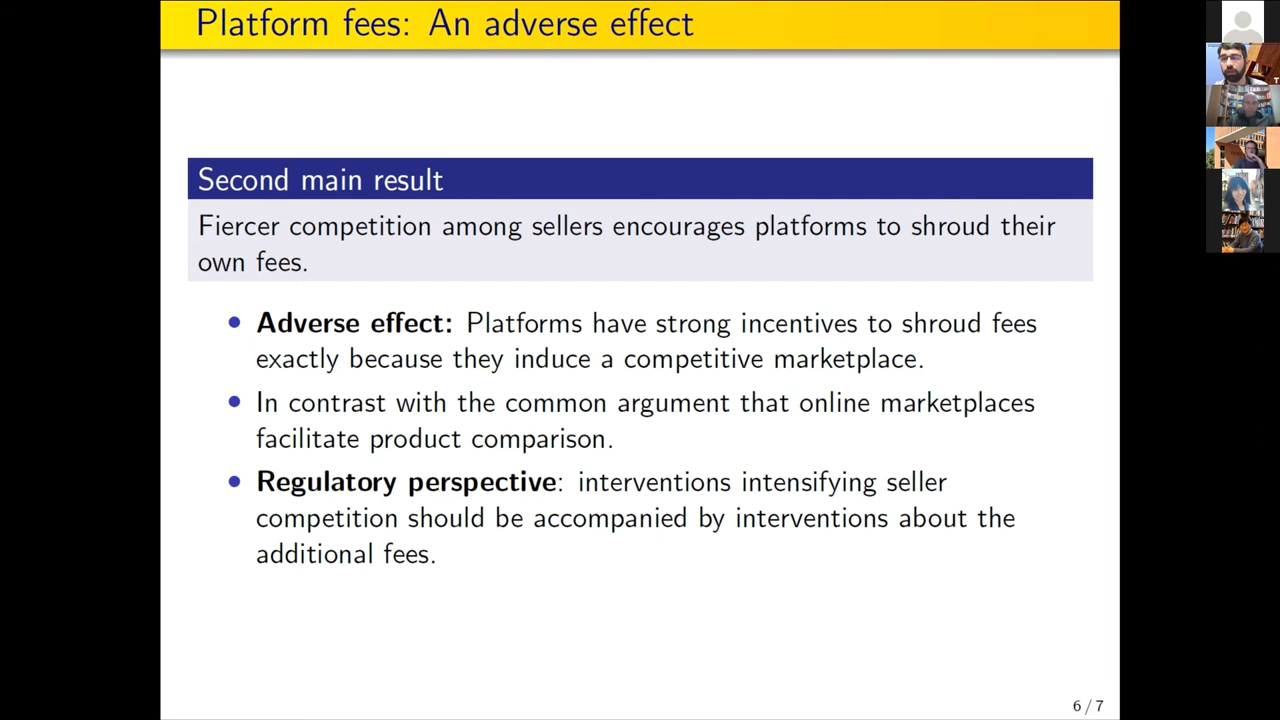 Platform fees: An adverse effect
Second main result
Fiercer competition among sellers encourages platforms to shroud their
own fees.
Adverse effect: Platforms have strong incentives to shroud fees
exactly because they induce a competitive marketplace.
In contrast with the common argument that online marketplaces
facilitate product comparison.
Regulatory perspective: interventions intensifying seller
competition should be accompanied by interventions about the
additional fees.
6 / 7